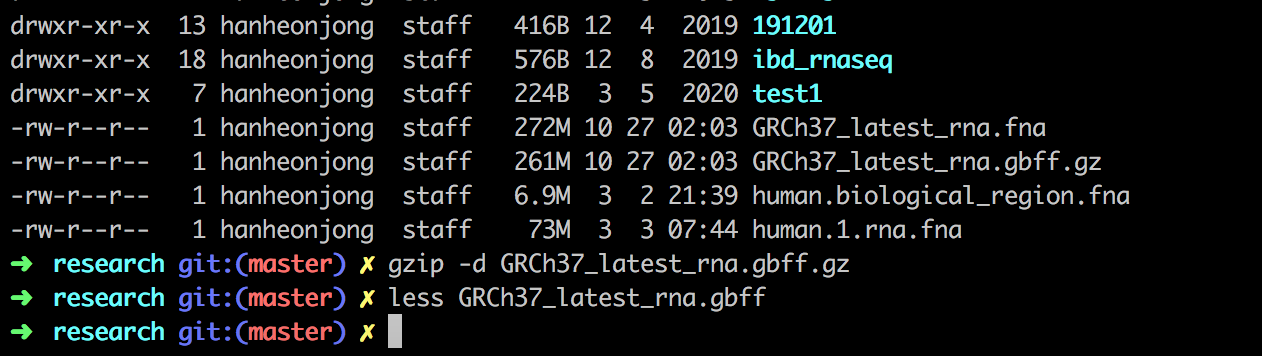 drwxr-xr-x  13 hanheonjong  staff   416B 12  4  2019 191201
drwxr-xr-x  18 hanheonjong  staff   576B 12  8  2019 ibd_rnaseq
drwxr-xr-x   7 hanheonjong  staff   224B  3  5  2020 test1
-rw-r--r--   1 hanheonjong  staff   272M 10 27 02:03 GRCh37_latest_rna.fna
-rw-r--r--   1 hanheonjong  staff   261M 10 27 02:03 GRCh37_latest_rna.gbff.gz
-rw-r--r--   1 hanheonjong  staff   6.9M  3  2 21:39 human.biological_region.fna
-rw-r--r--   1 hanheonjong  staff    73M  3  3 07:44 human.1.rna.fna
➜  research git:(master) ✗ gzip -d GRCh37_latest_rna.gbff.gz
➜  research git:(master) ✗ less GRCh37_latest_rna.gbff
➜  research git:(master) ✗